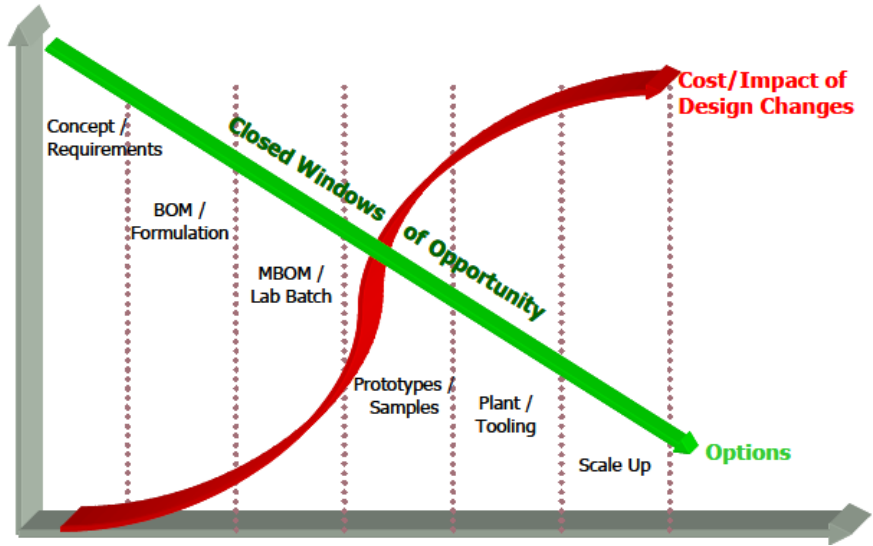 Cost/Impact of
Design Changes
Closed Windows
of Opportunity
Concept /
Requirements
BOM /
Formulation
MBOM /
Lab Batch
Prototypes /
Samples
Plant /
Tooling
Scale Up
Options